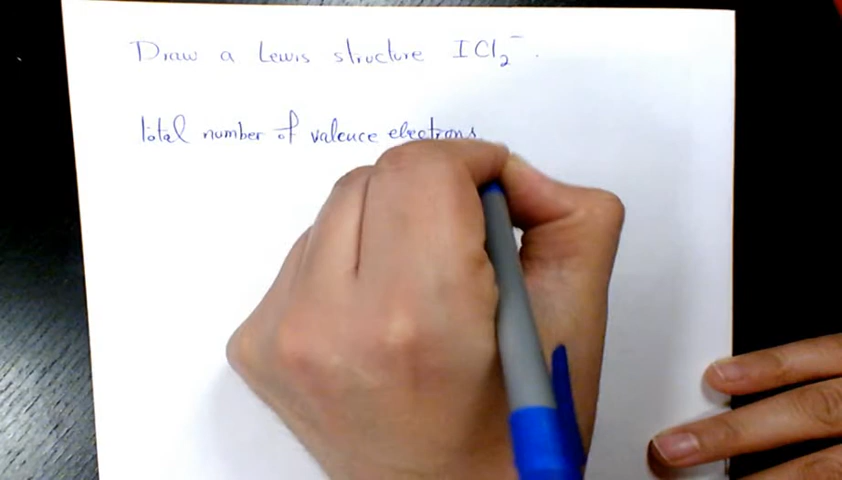 Draw a Lewis structure ICl₂⁻.
total number of valence electrons